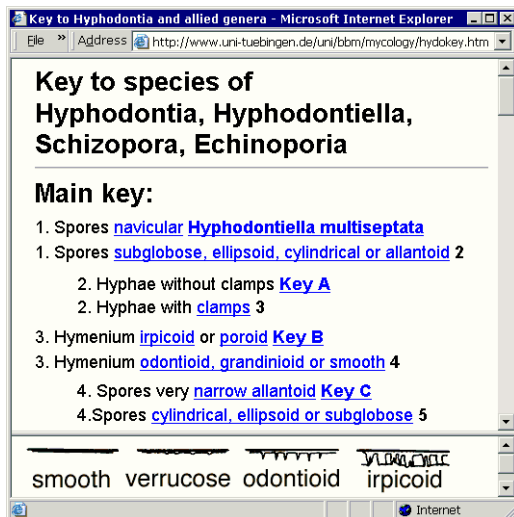 Key to Hyphodontia and allied genera - Microsoft Internet Explorer
File » Address http://www.uni-tuebingen.de/uni/bbm/mycology/hydokey.htm
Key to species of
Hyphodontia, Hyphodontiella,
Schizopora, Echinoporia
Main key:
1. Spores navicular Hyphodontiella multiseptata
1. Spores subglobose, ellipsoid, cylindrical or allantoid 2
2. Hyphae without clamps Key A
2. Hyphae with clamps 3
3. Hymenium irpicoid or poroid Key B
3. Hymenium odontioid, grandinioid or smooth 4
4. Spores very narrow allantoid Key C
4.Spores cylindrical, ellipsoid or subglobose 5
smooth verrucose odontioid irpicoid
Internet